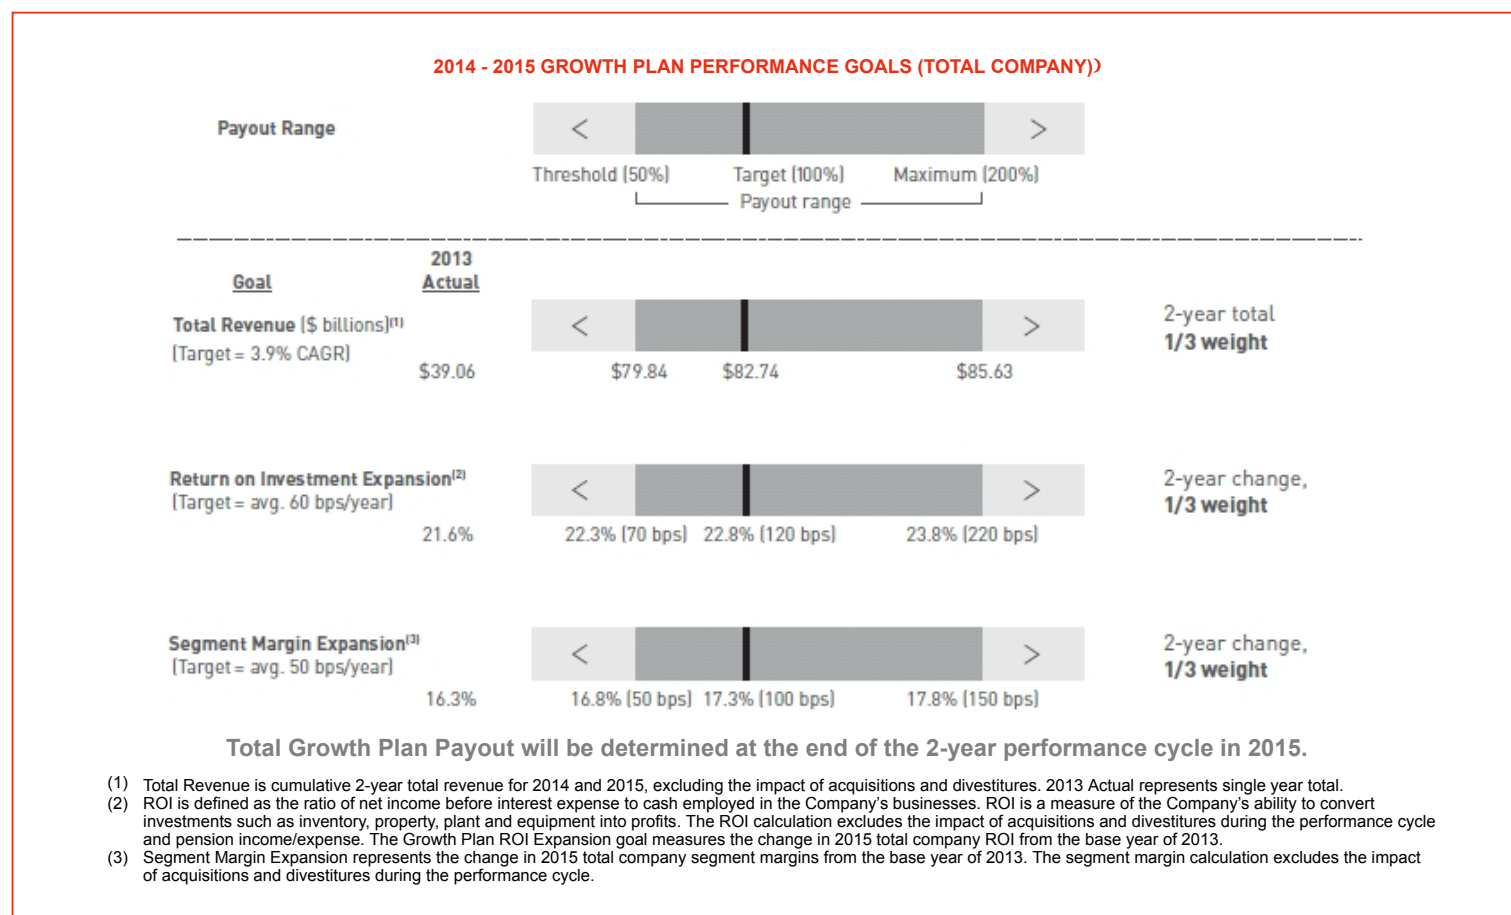 2014 - 2015 GROWTH PLAN PERFORMANCE GOALS (TOTAL COMPANY))
Payout Range
< >
Threshold (50%) Target (100%) Maximum (200%)
Payout range
2013
Goal Actual
Total Revenue ($ billions)(1) < > 2-year total
(Target = 3.9% CAGR) 1/3 weight
$39.06 $79.84 $82.74 $85.63
Return on Investment Expansion(2) < > 2-year change,
(Target = avg. 60 bps/year) 1/3 weight
21.6% 22.3% (70 bps) 22.8% (120 bps) 23.8% (220 bps)
Segment Margin Expansion(3) < > 2-year change,
(Target = avg. 50 bps/year) 1/3 weight
16.3% 16.8% (50 bps) 17.3% (100 bps) 17.8% (150 bps)
Total Growth Plan Payout will be determined at the end of the 2-year performance cycle in 2015.
(1) Total Revenue is cumulative 2-year total revenue for 2014 and 2015, excluding the impact of acquisitions and divestitures. 2013 Actual represents single year total.
(2) ROI is defined as the ratio of net income before interest expense to cash employed in the Company's businesses. ROI is a measure of the Company's ability to convert
investments such as inventory, property, plant and equipment into profits. The ROI calculation excludes the impact of acquisitions and divestitures during the performance cycle
and pension income/expense. The Growth Plan ROI Expansion goal measures the change in 2015 total company ROI from the base year of 2013.
(3) Segment Margin Expansion represents the change in 2015 total company segment margins from the base year of 2013. The segment margin calculation excludes the impact
of acquisitions and divestitures during the performance cycle.